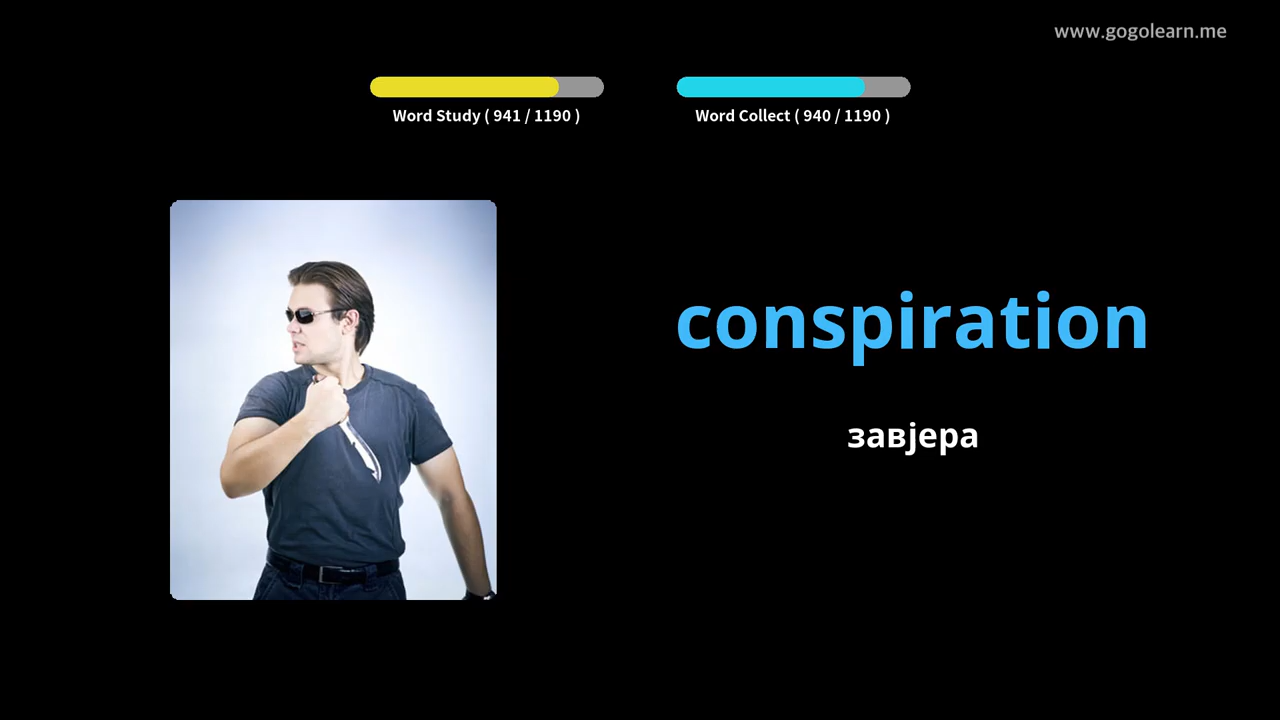 www.gogolearn.me
Word Study ( 941 / 1190 )
Word Collect ( 940 / 1190 )
conspiration
завјера